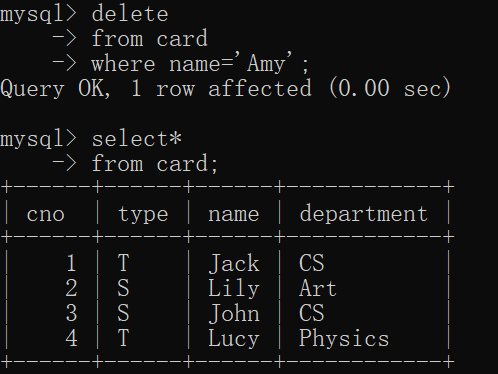 mysql> delete
    -> from card
    -> where name='Amy';
Query OK, 1 row affected (0.00 sec)

mysql> select*
    -> from card;
+------+------+------+------------+
| cno  | type | name | department |
+------+------+------+------------+
|    1 | T    | Jack | CS         |
|    2 | S    | Lily | Art        |
|    3 | S    | John | CS         |
|    4 | T    | Lucy | Physics    |
+------+------+------+------------+